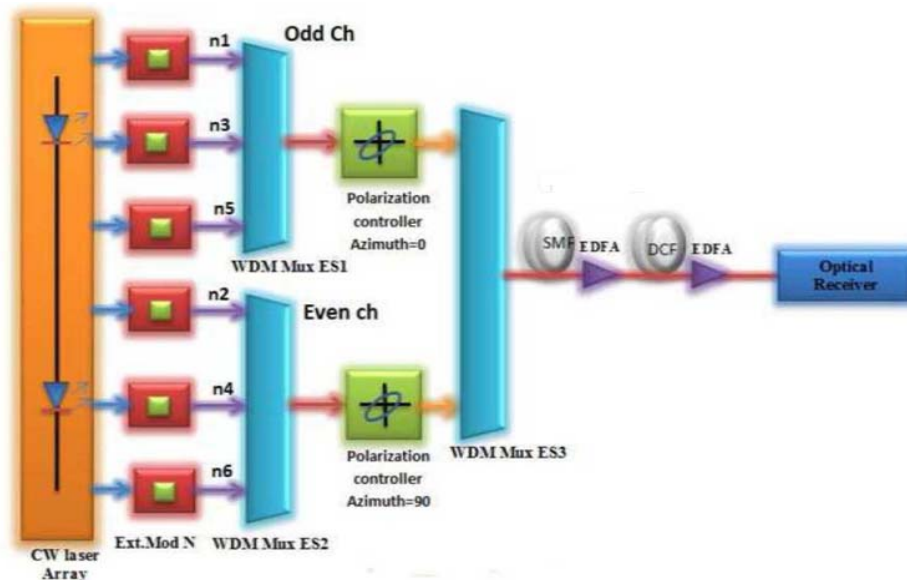 Odd Ch
n1
n3
n5
WDM Mux ES1
Polarization
controller
Azimuth=0
n2
Even ch
n4
n6
WDM Mux ES2
Polarization
controller
Azimuth=90
WDM Mux ES3
SMF
EDFA
DCF
EDFA
Optical
Receiver
Ext.Mod N
CW laser
Array